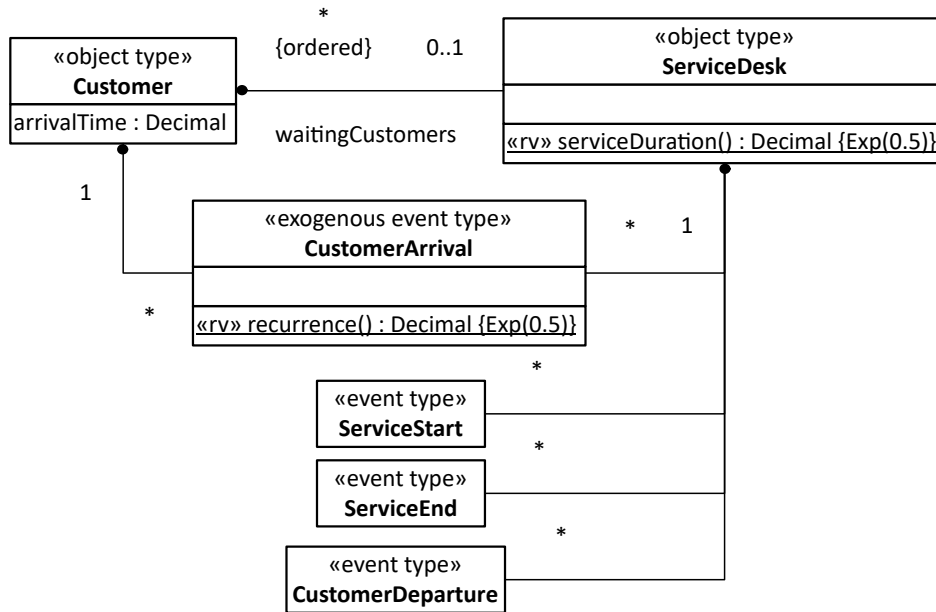 *
{ordered}
0..1
«object type»
Customer
arrivalTime : Decimal
«object type»
ServiceDesk
«rv» serviceDuration() : Decimal {Exp(0.5)}
waitingCustomers
1
*
«exogenous event type»
CustomerArrival
«rv» recurrence() : Decimal {Exp(0.5)}
*
1
*
«event type»
ServiceStart
*
«event type»
ServiceEnd
*
«event type»
CustomerDeparture